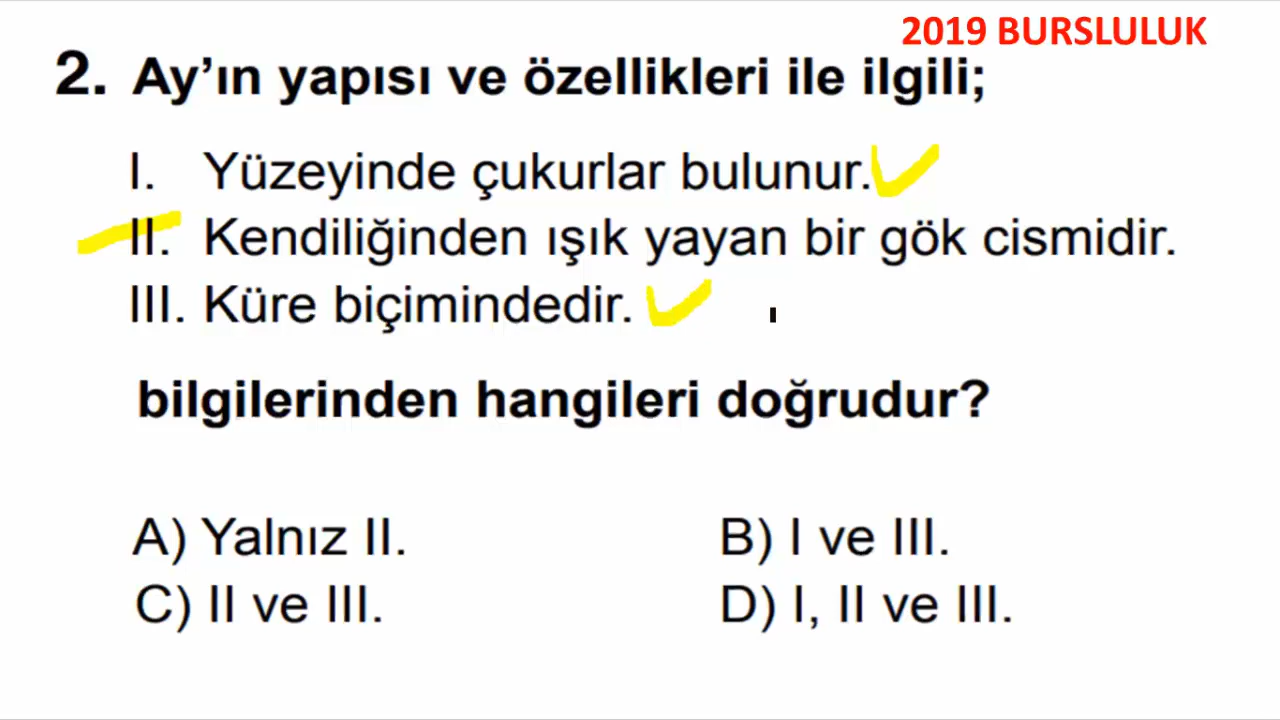 2019 BURSLULUK
2. Ay’ın yapısı ve özellikleri ile ilgili;
I. Yüzeyinde çukurlar bulunur.
II. Kendiliğinden ışık yayan bir gök cismidir.
III. Küre biçimindedir.
bilgilerinden hangileri doğrudur?
A) Yalnız II.
B) I ve III.
C) II ve III.
D) I, II ve III.